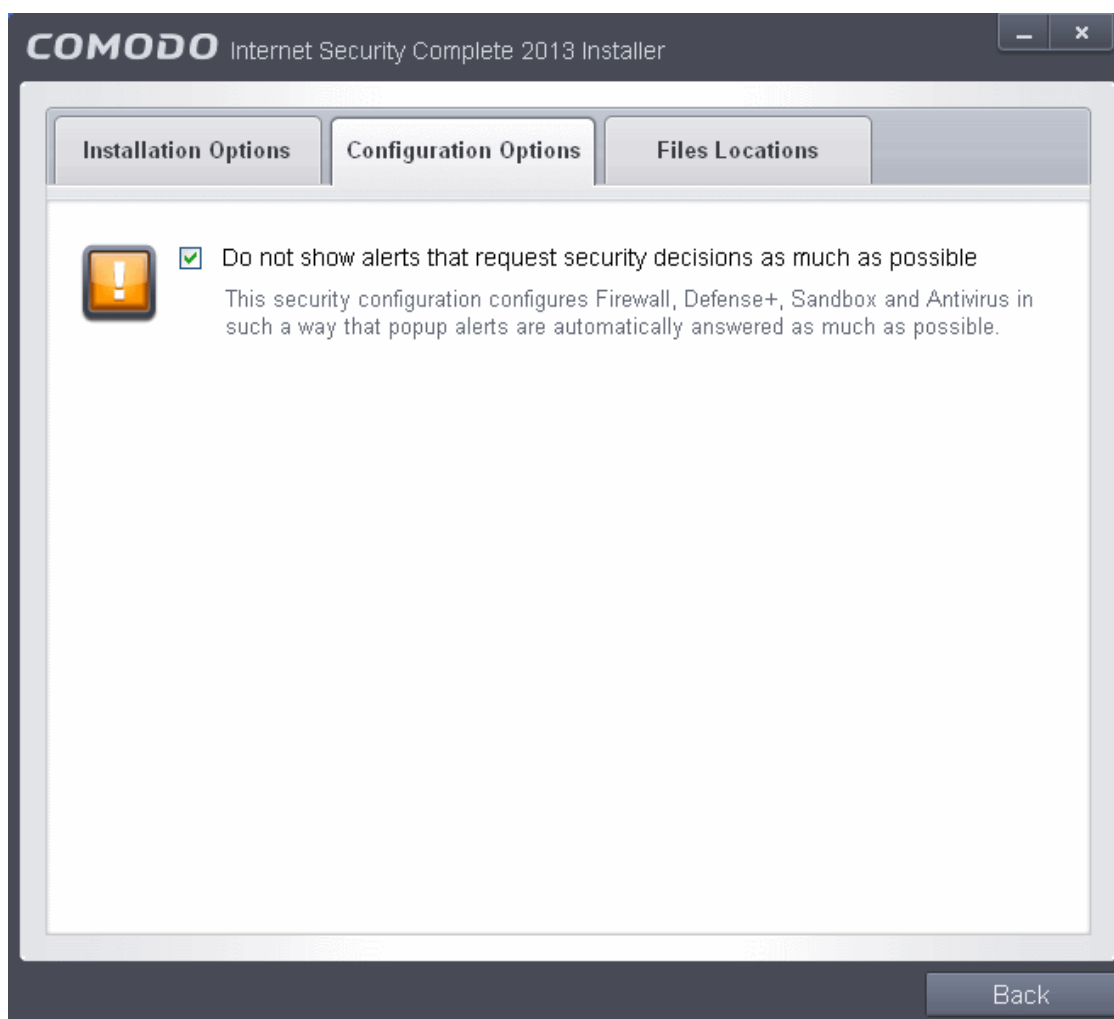 COMODO Internet Security Complete 2013 Installer
Installation Options
Configuration Options
Files Locations
Do not show alerts that request security decisions as much as possible
This security configuration configures Firewall, Defense+, Sandbox and Antivirus in
such a way that popup alerts are automatically answered as much as possible.
Back